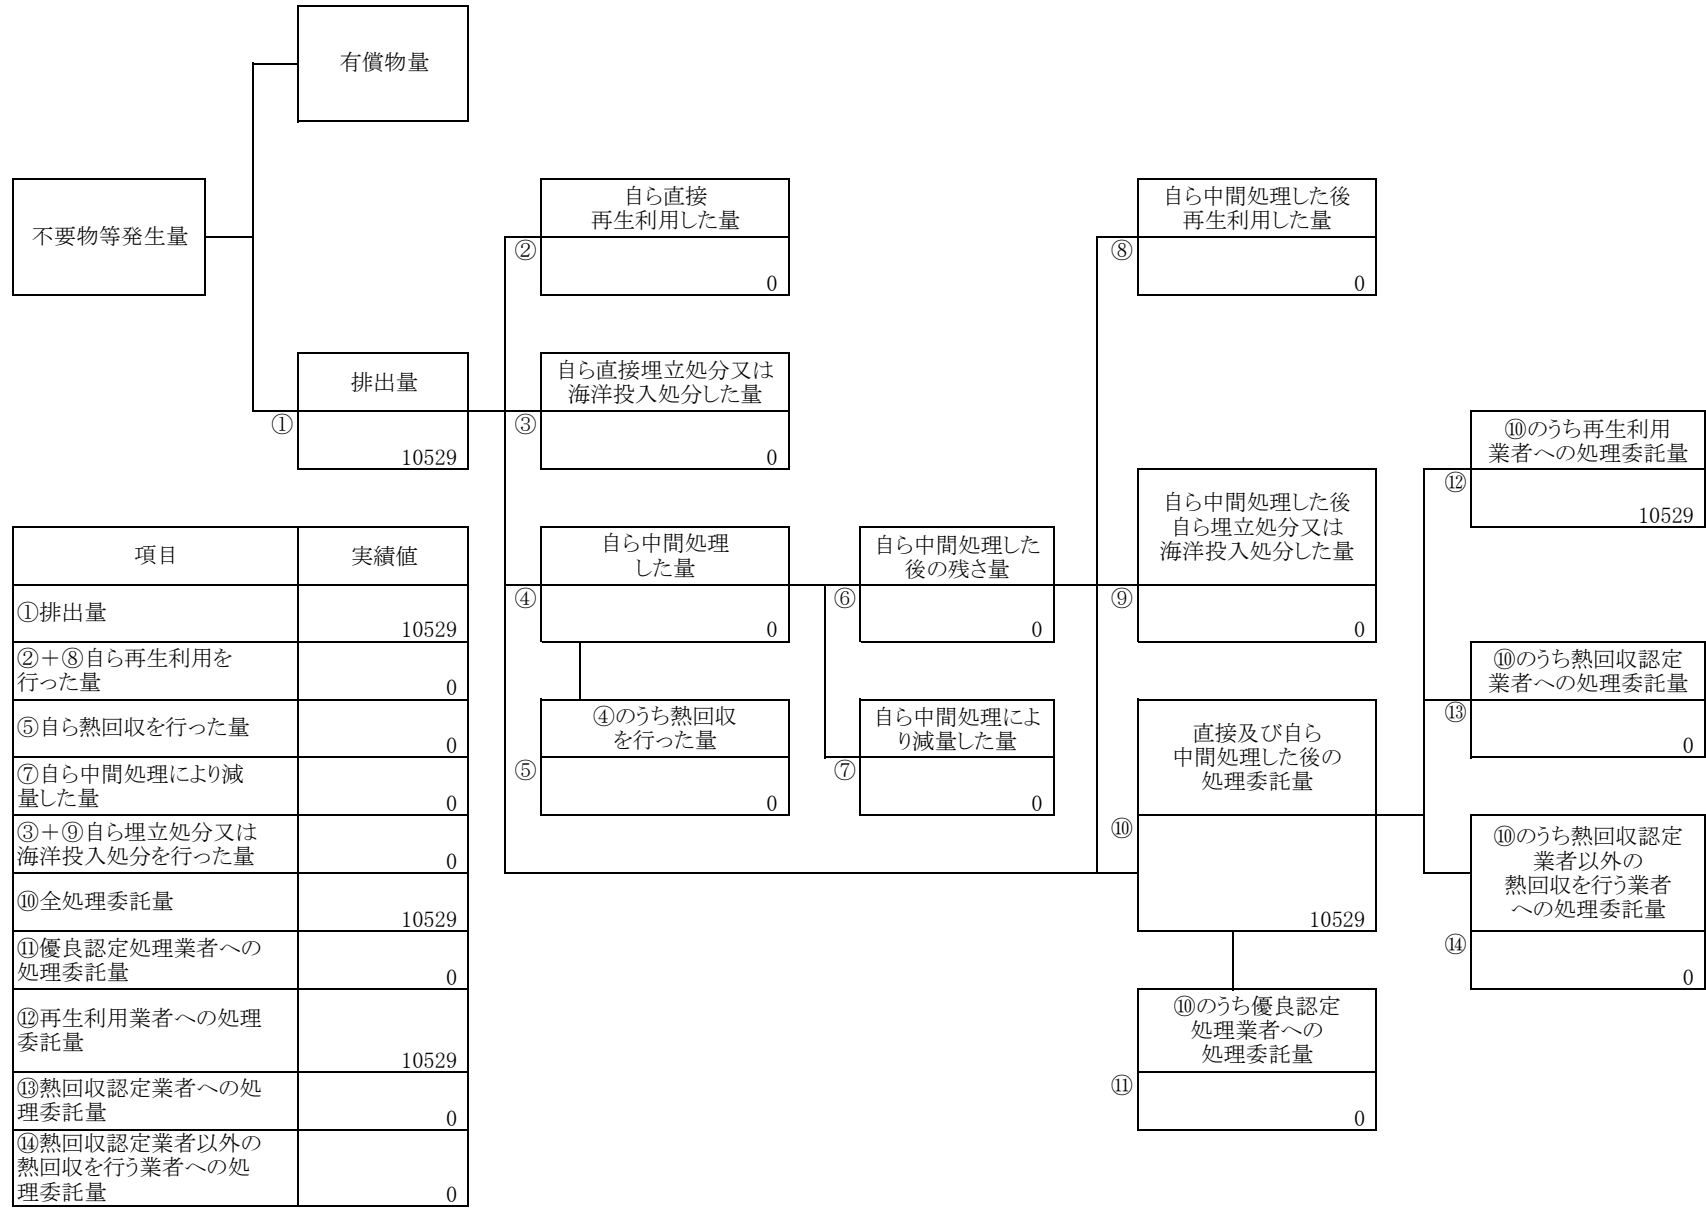 有償物量
不要物等発生量
排出量
①
10529
自ら直接
再生利用した量
②
0
自ら直接埋立処分又は
海洋投入処分した量
③
0
自ら中間処理
した量
④
0
④のうち熱回収
を行った量
⑤
0
自ら中間処理した
後の残さ量
⑥
0
自ら中間処理によ
り減量した量
⑦
0
自ら中間処理した後
再生利用した量
⑧
0
自ら中間処理した後
自ら埋立処分又は
海洋投入処分した量
⑨
0
直接及び自ら
中間処理した後の
処理委託量
⑩
10529
⑩のうち優良認定
処理業者への
処理委託量
⑪
0
⑩のうち再生利用
業者への処理委託量
⑫
10529
⑩のうち熱回収認定
業者への処理委託量
⑬
0
⑩のうち熱回収認定
業者以外の
熱回収を行う業者
への処理委託量
⑭
0
項目 実績値
①排出量
10529
②＋⑧自ら再生利用を
行った量
0
⑤自ら熱回収を行った量
0
⑦自ら中間処理により減
量した量
0
③＋⑨自ら埋立処分又は
海洋投入処分を行った量
0
⑩全処理委託量
10529
⑪優良認定処理業者への
処理委託量
0
⑫再生利用業者への処理
委託量
10529
⑬熱回収認定業者への処
理委託量
0
⑭熱回収認定業者以外の
熱回収を行う業者への処
理委託量
0